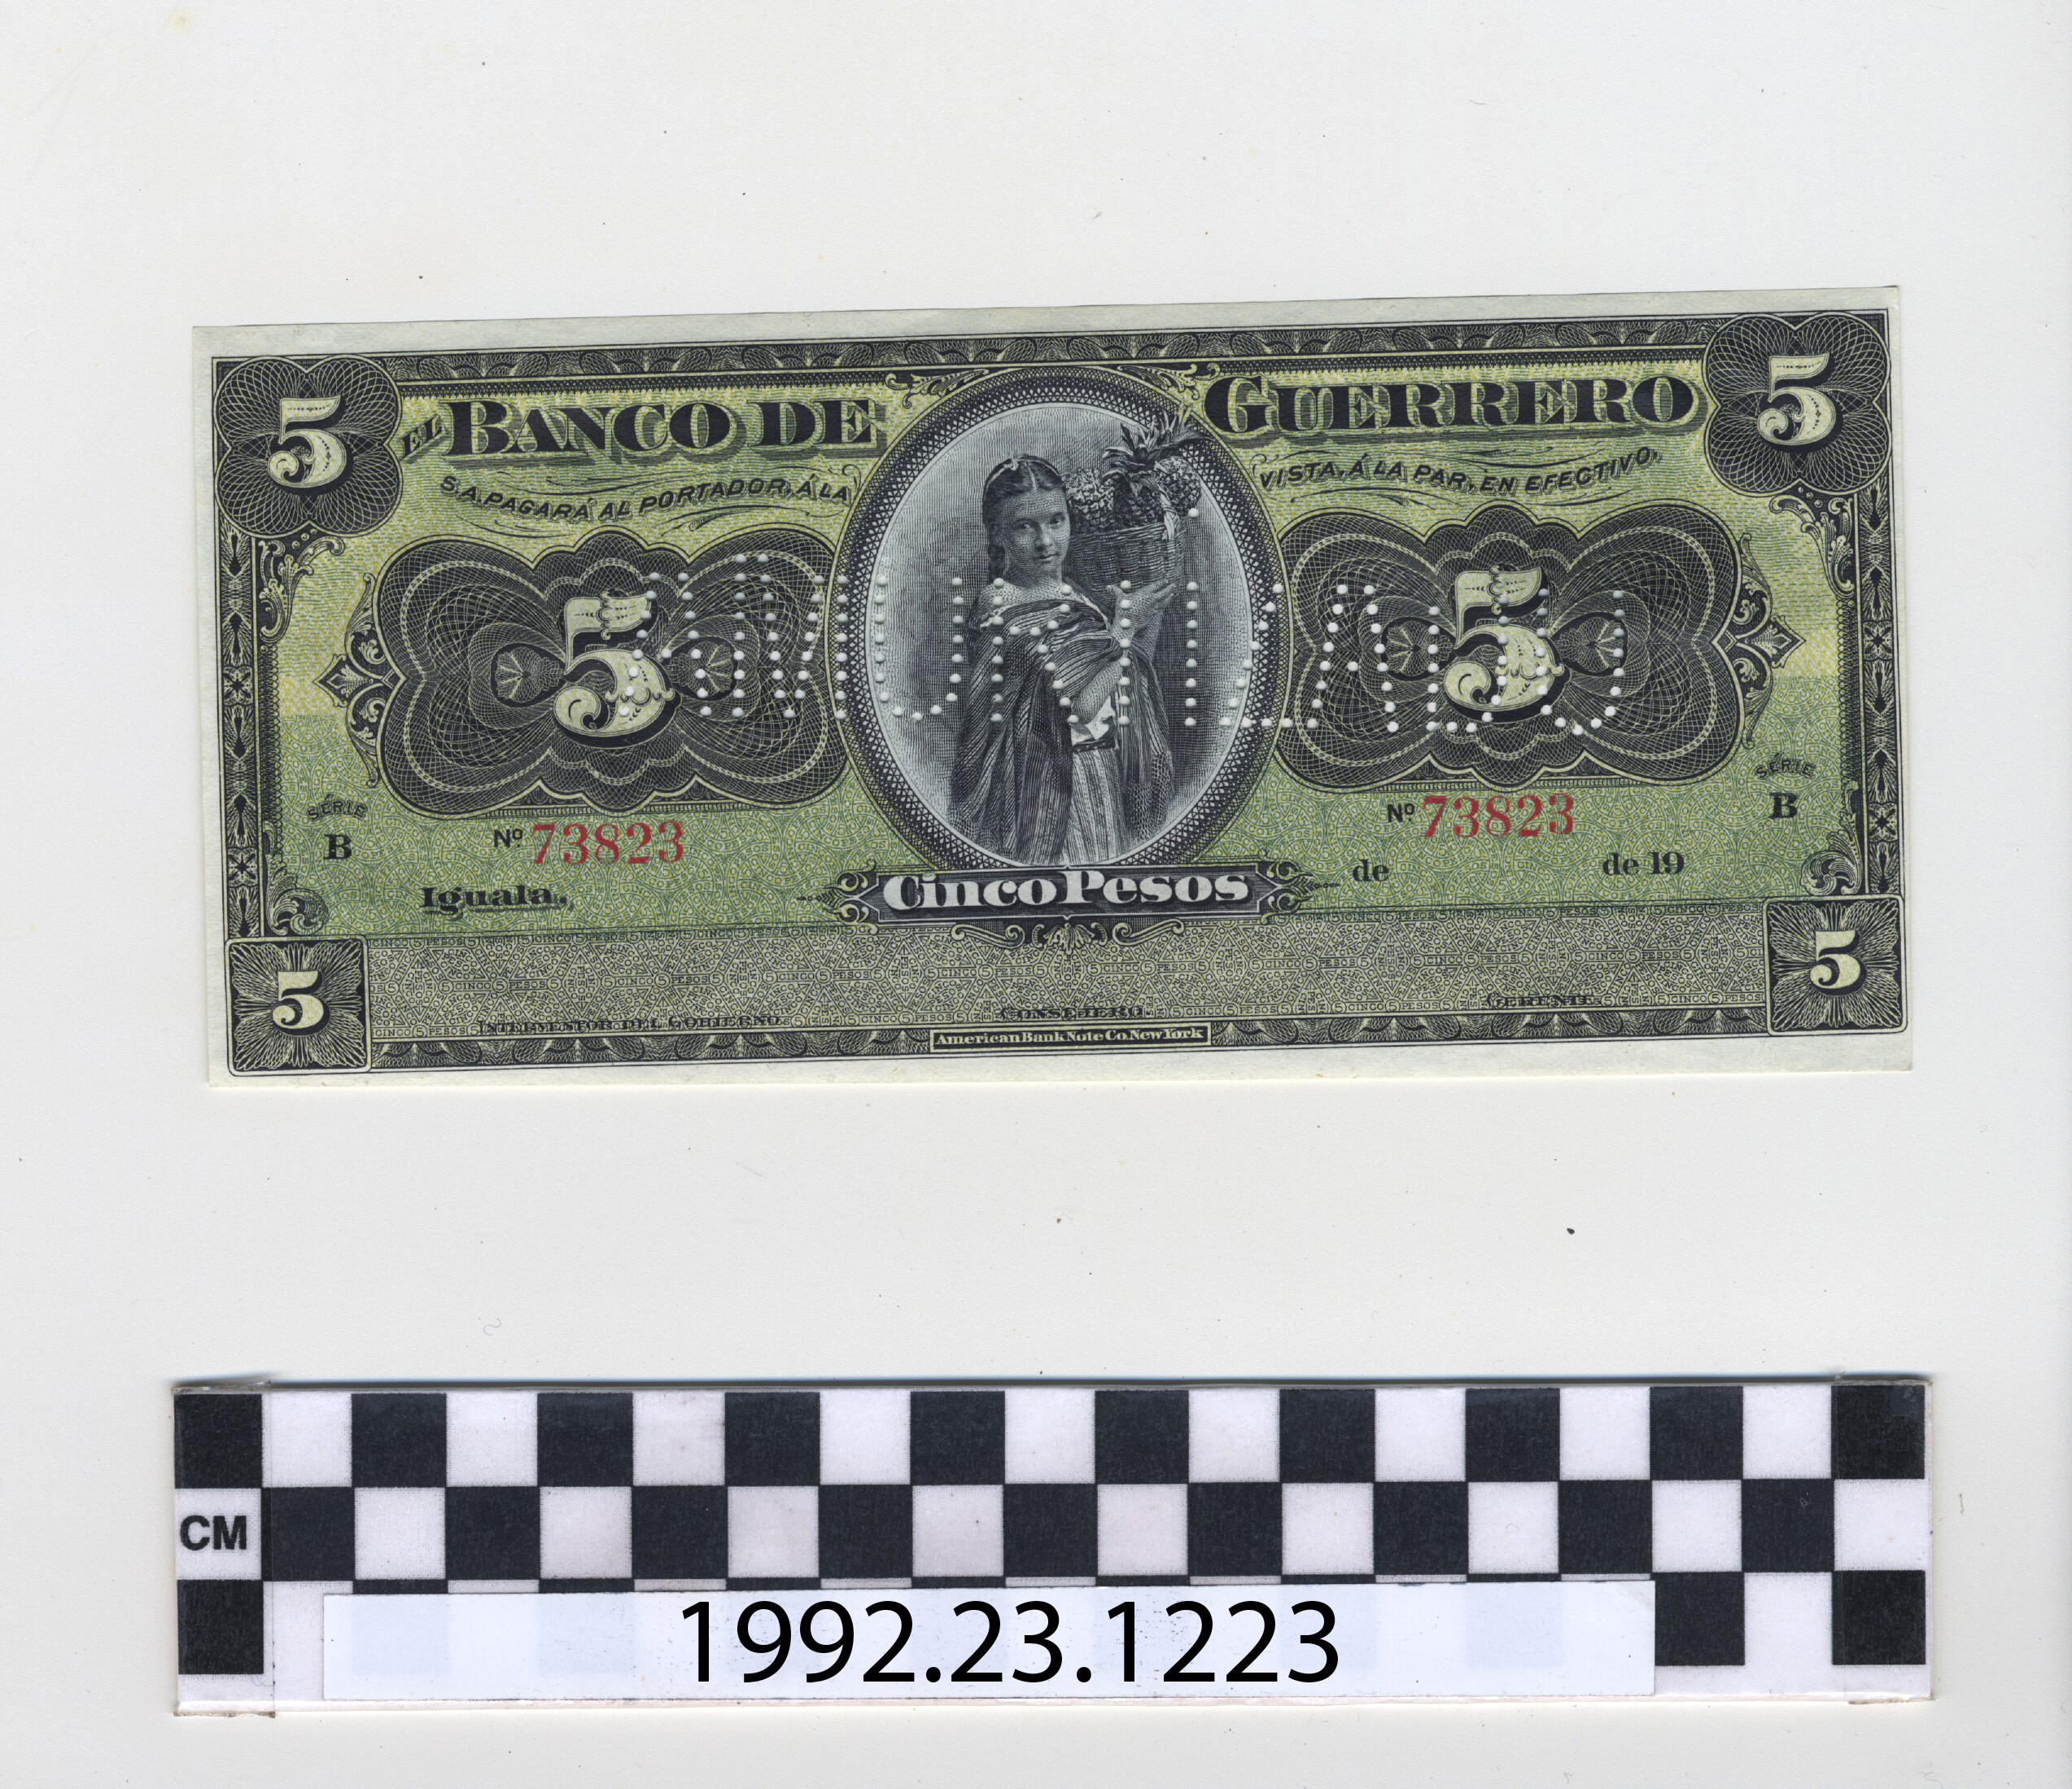 5 EL BANCO DE GUERRERO 5
S.A. PAGARÁ AL PORTADOR, Á LA VISTA, Á LA PAR, EN EFECTIVO,
5 5
SÉRIE B Nº 73823 Nº 73823 SÉRIE B
Iguala, Cinco Pesos de de 19
5 INTERVENTOR DEL GOBIERNO. CONSEJERO. GERENTE. 5
American Bank Note Co. New York
CM
1992.23.1223